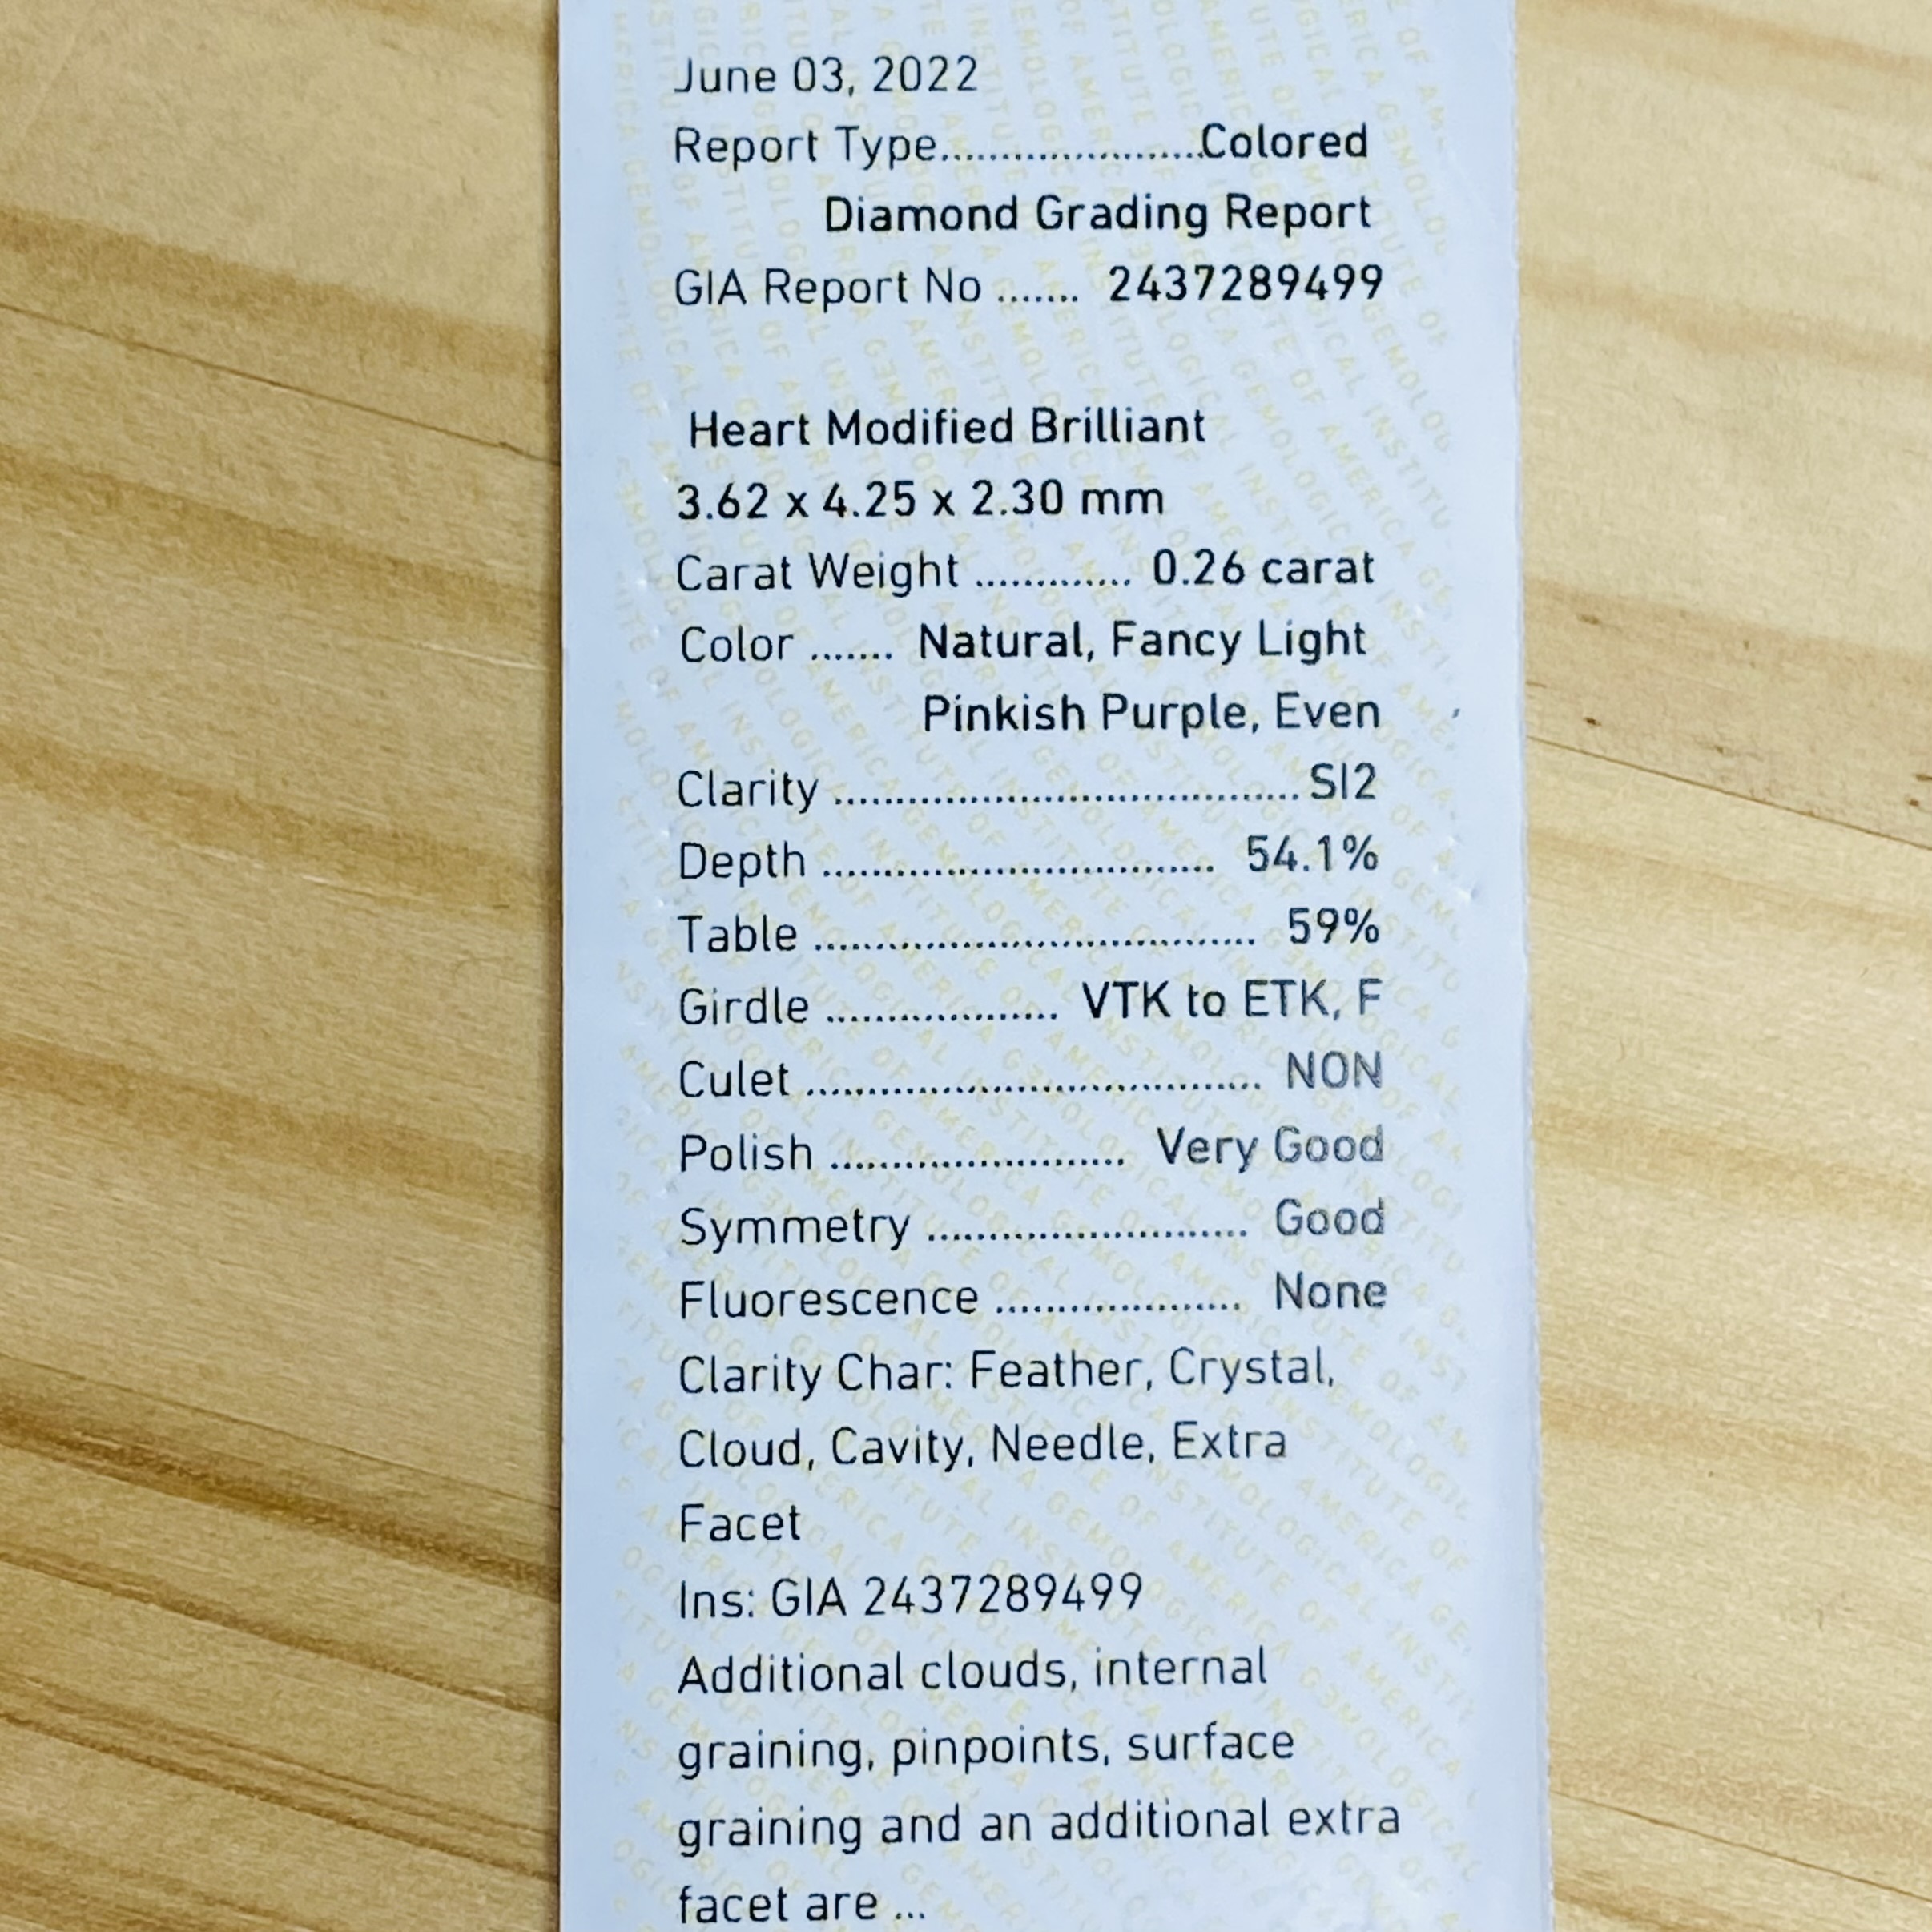 June 03, 2022
Report Type........................Colored
Diamond Grading Report
GIA Report No ....... 2437289499
Heart Modified Brilliant
3.62 x 4.25 x 2.30 mm
Carat Weight ............. 0.26 carat
Color ....... Natural, Fancy Light
Pinkish Purple, Even
Clarity ....................................... SI2
Depth ................................. 54.1%
Table ..................................... 59%
Girdle ................... VTK to ETK, F
Culet ...................................... NON
Polish ......................... Very Good
Symmetry ........................... Good
Fluorescence .................... None
Clarity Char: Feather, Crystal,
Cloud, Cavity, Needle, Extra
Facet
Ins: GIA 2437289499
Additional clouds, internal
graining, pinpoints, surface
graining and an additional extra
facet are ...